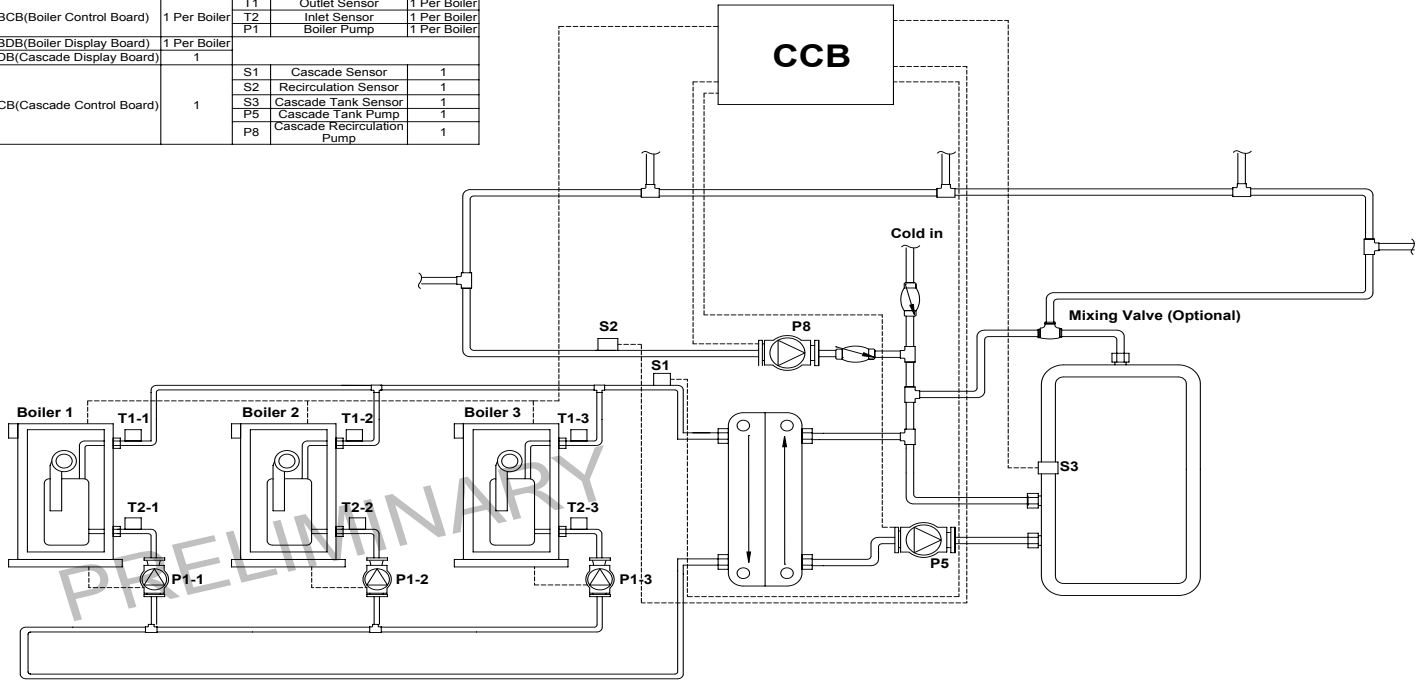 T1 Outlet Sensor 1 Per Boiler
BCB(Boiler Control Board) 1 Per Boiler T2 Inlet Sensor 1 Per Boiler
P1 Boiler Pump 1 Per Boiler
BDB(Boiler Display Board) 1 Per Boiler
DB(Cascade Display Board) 1
S1 Cascade Sensor 1
S2 Recirculation Sensor 1
CB(Cascade Control Board) 1 S3 Cascade Tank Sensor 1
P5 Cascade Tank Pump 1
P8 Cascade Recirculation Pump 1
CCB
Cold in
Mixing Valve (Optional)
S2
P8
S1
Boiler 1
T1-1
Boiler 2
T1-2
Boiler 3
T1-3
S3
T2-1
T2-2
T2-3
P5
P1-1
P1-2
P1-3
PRELIMINARY